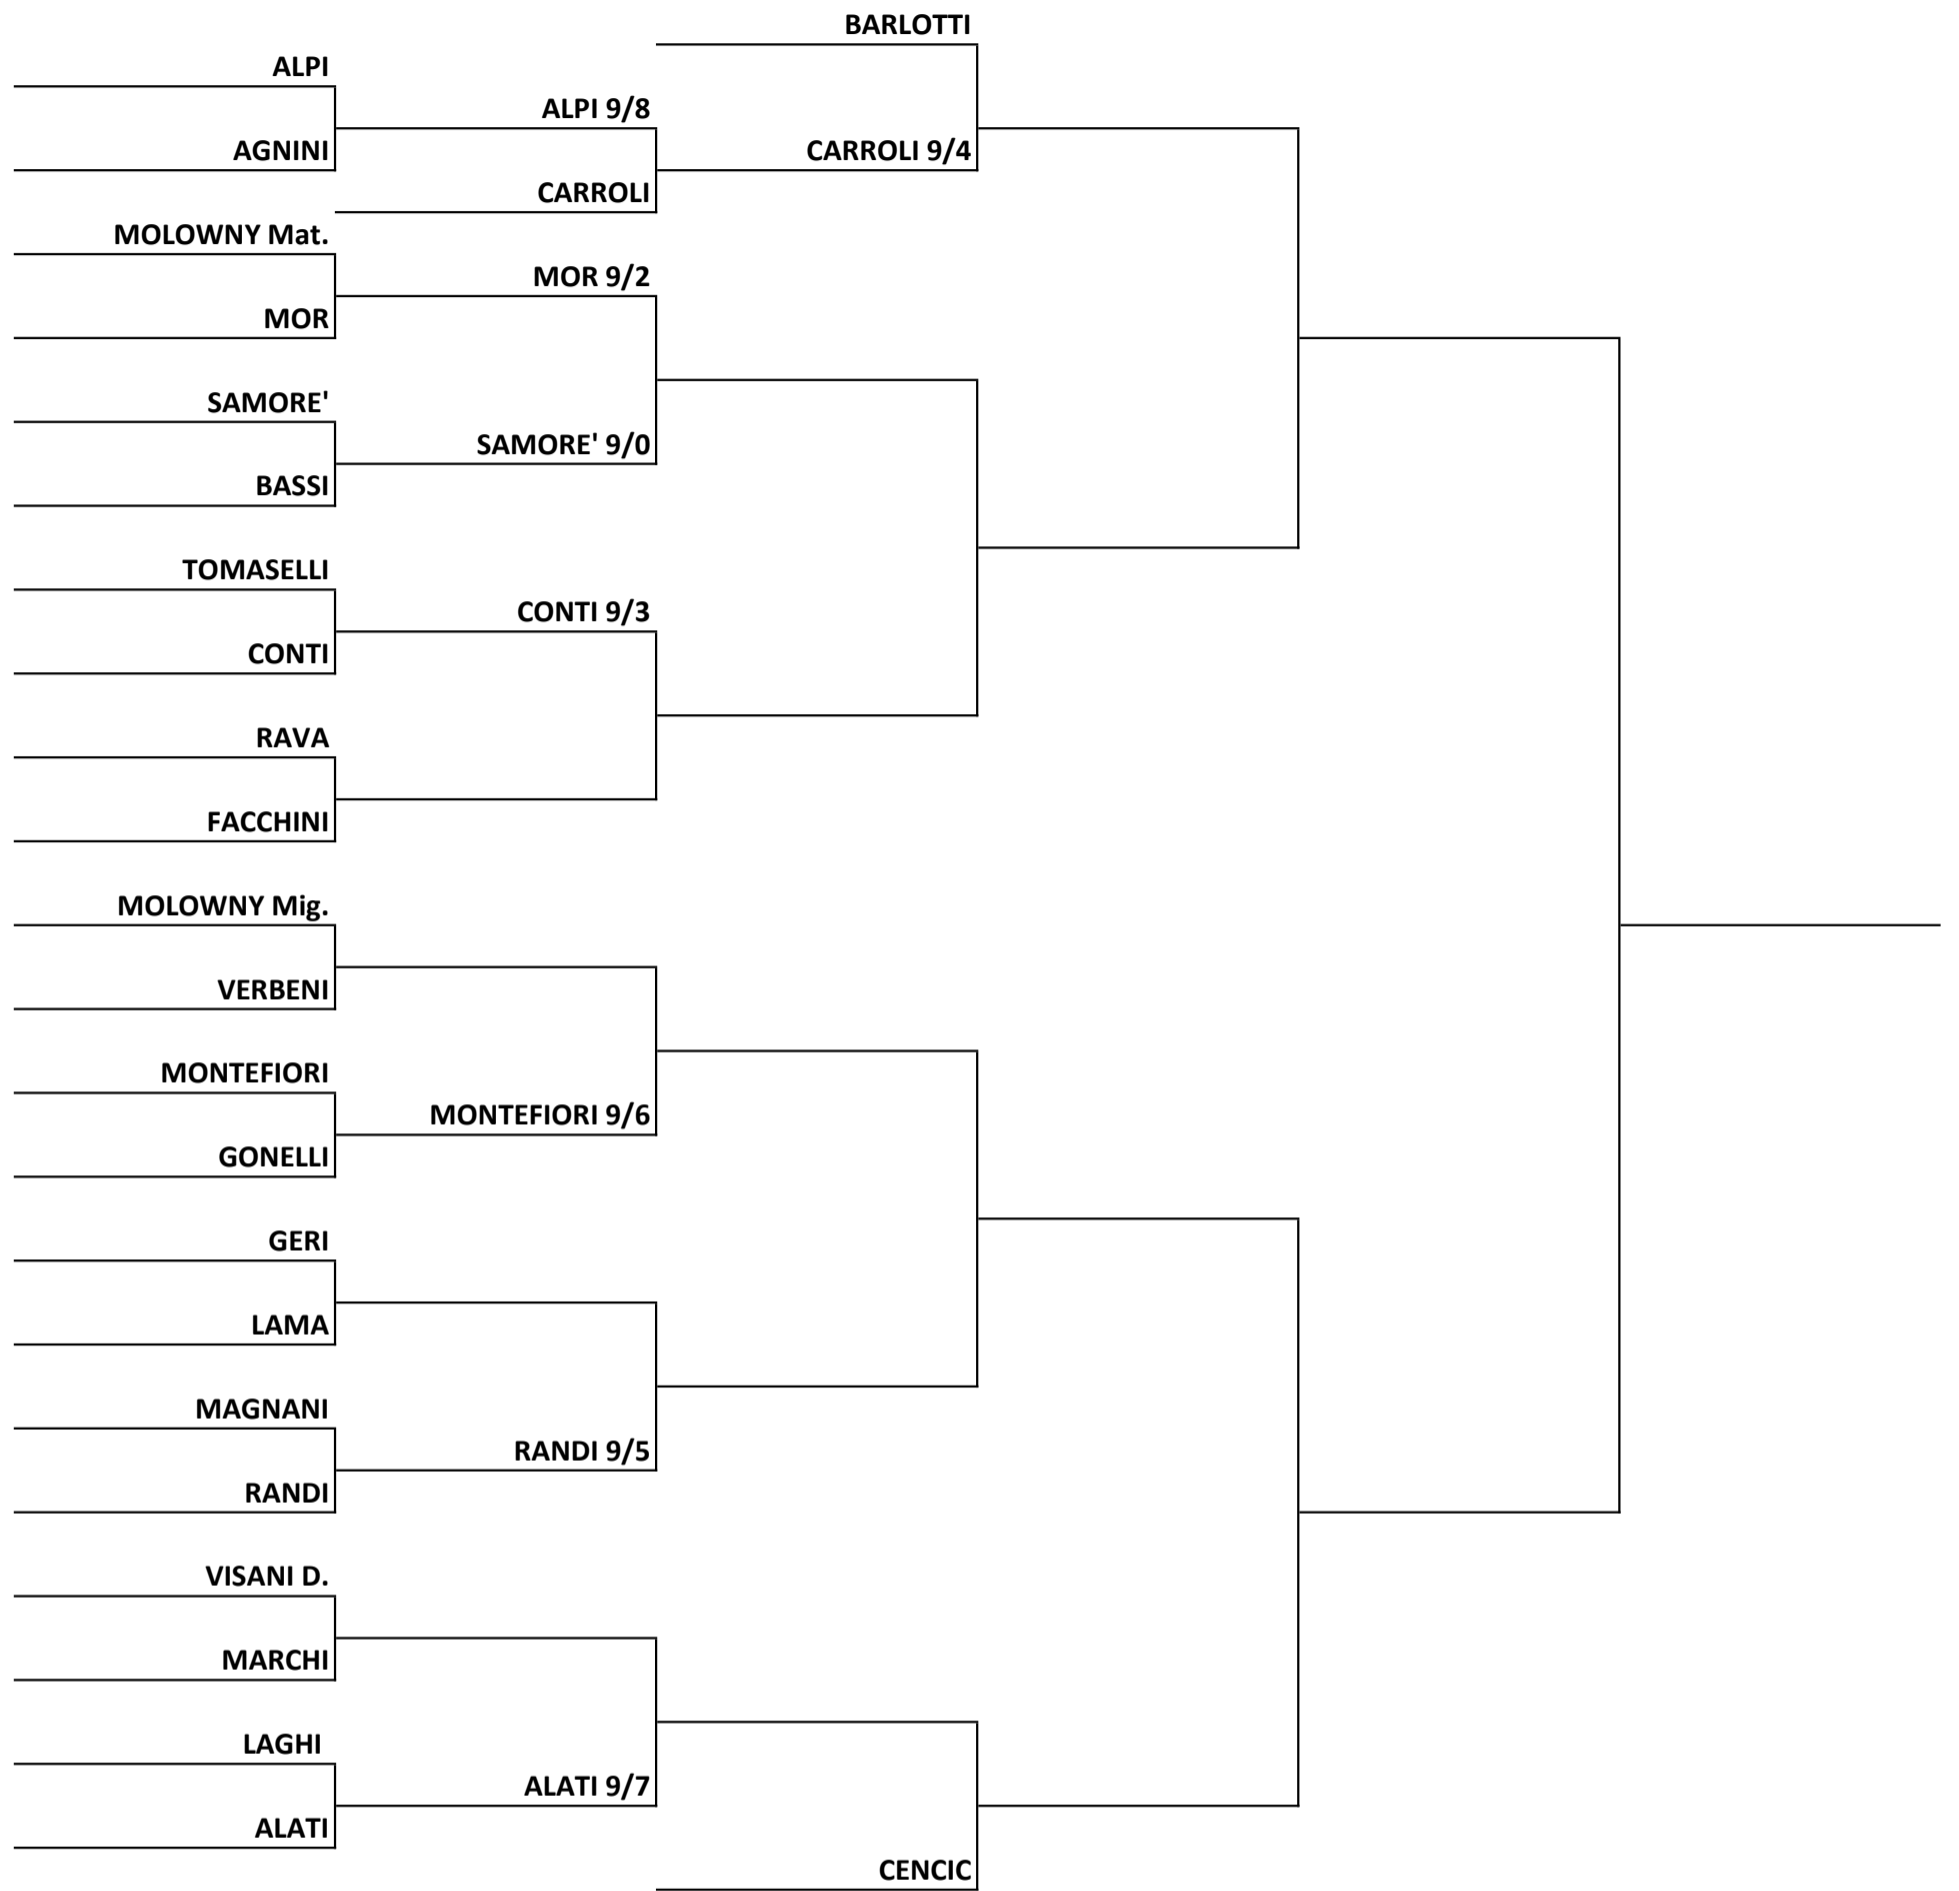 BARLOTTI
ALPI
ALPI 9/8
AGNINI
CARROLI 9/4
CARROLI
MOLOWNY Mat.
MOR 9/2
MOR
SAMORE'
SAMORE' 9/0
BASSI
TOMASELLI
CONTI 9/3
CONTI
RAVA
FACCHINI
MOLOWNY Mig.
VERBENI
MONTEFIORI
MONTEFIORI 9/6
GONELLI
GERI
LAMA
MAGNANI
RANDI 9/5
RANDI
VISANI D.
MARCHI
LAGHI
ALATI 9/7
ALATI
CENCIC